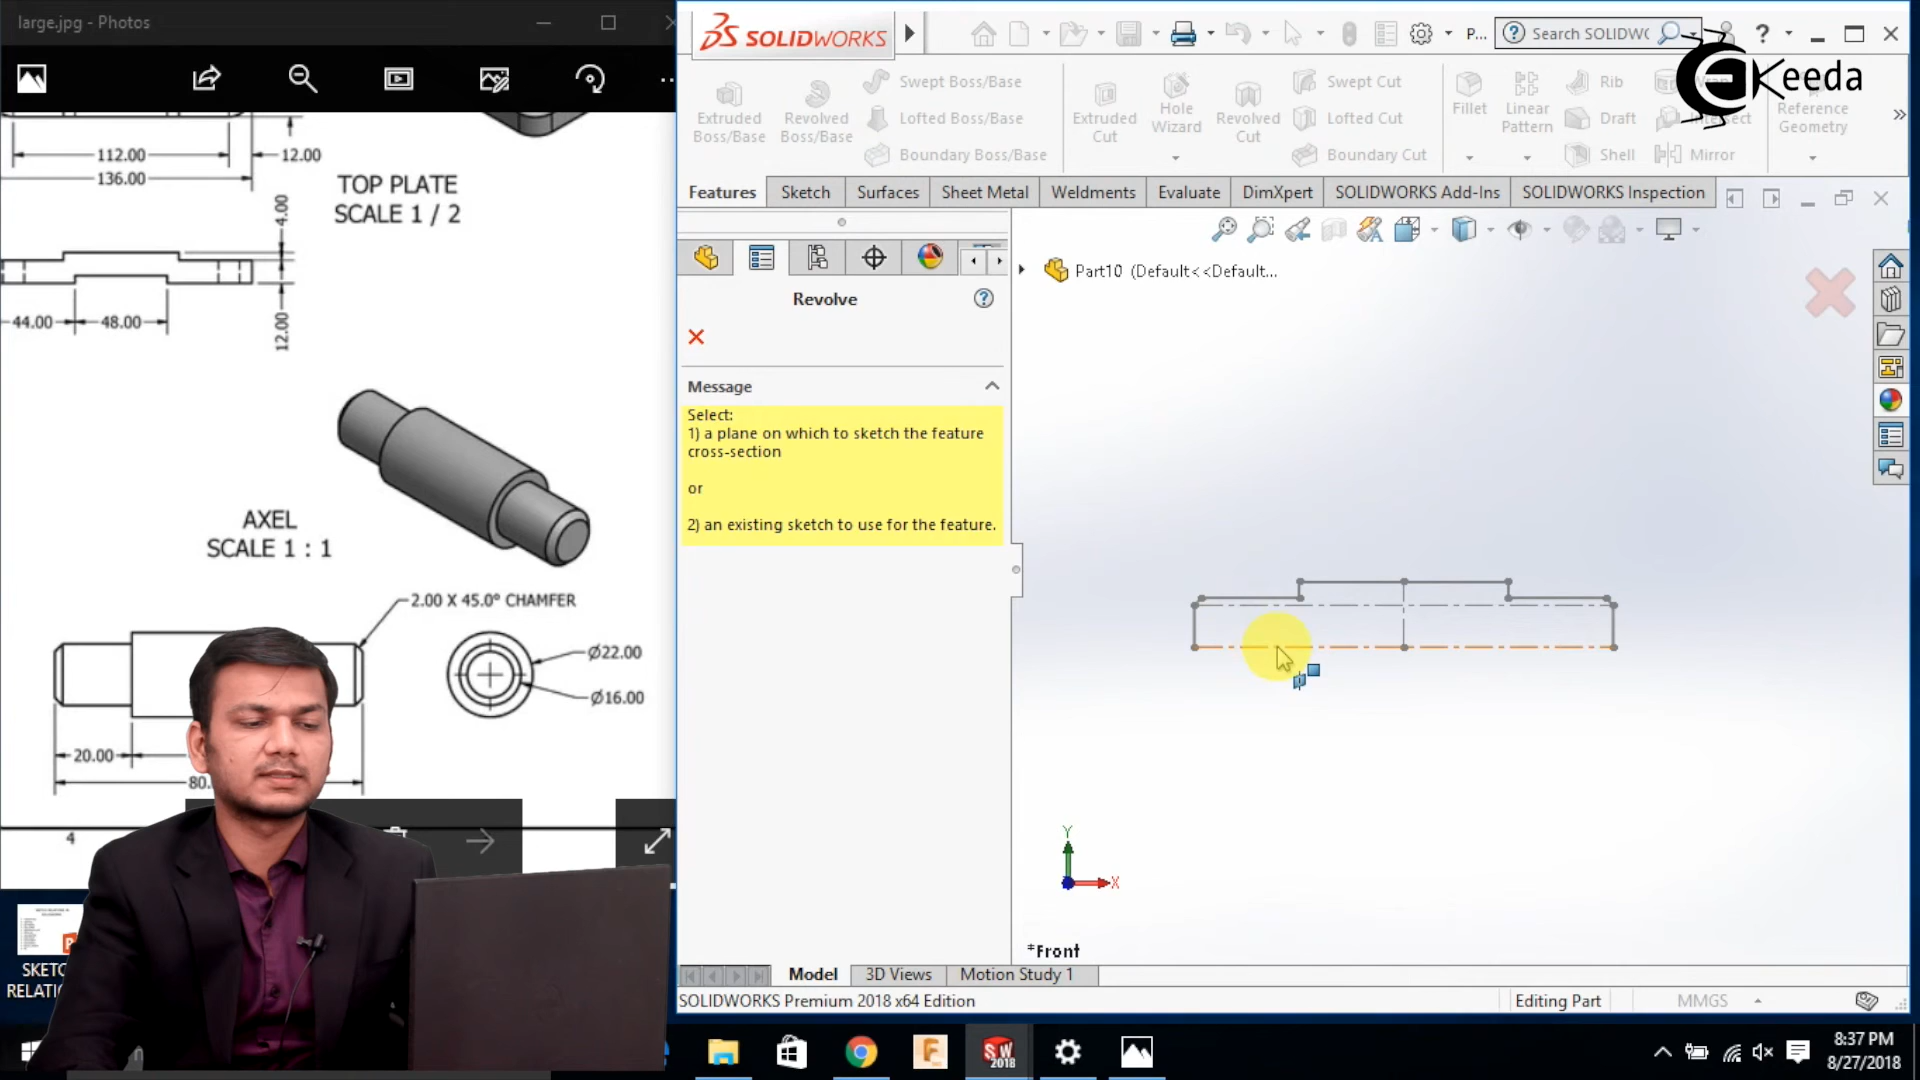 large.jpg - Photos
112.00
12.00
136.00
TOP PLATE
SCALE 1 / 2
4.00
44.00
48.00
12.00
AXEL
SCALE 1 : 1
2.00 X 45.0° CHAMFER
Ø22.00
Ø16.00
20.00
80.
4
SKET
RELATI
SOLIDWORKS
P...
Search SOLIDW
Keeda
Extruded
Boss/Base
Revolved
Boss/Base
Swept Boss/Base
Lofted Boss/Base
Boundary Boss/Base
Extruded
Cut
Hole
Wizard
Revolved
Cut
Swept Cut
Lofted Cut
Boundary Cut
Fillet
Linear
Pattern
Rib
Draft
Shell
Mirror
Reference
Geometry
Features
Sketch
Surfaces
Sheet Metal
Weldments
Evaluate
DimXpert
SOLIDWORKS Add-Ins
SOLIDWORKS Inspection
Revolve
Message
Select:
1) a plane on which to sketch the feature
cross-section
or
2) an existing sketch to use for the feature.
Part10 (Default<<Default...
Y
X
*Front
Model
3D Views
Motion Study 1
SOLIDWORKS Premium 2018 x64 Edition
Editing Part
MMGS
SW
2018
8:37 PM
8/27/2018